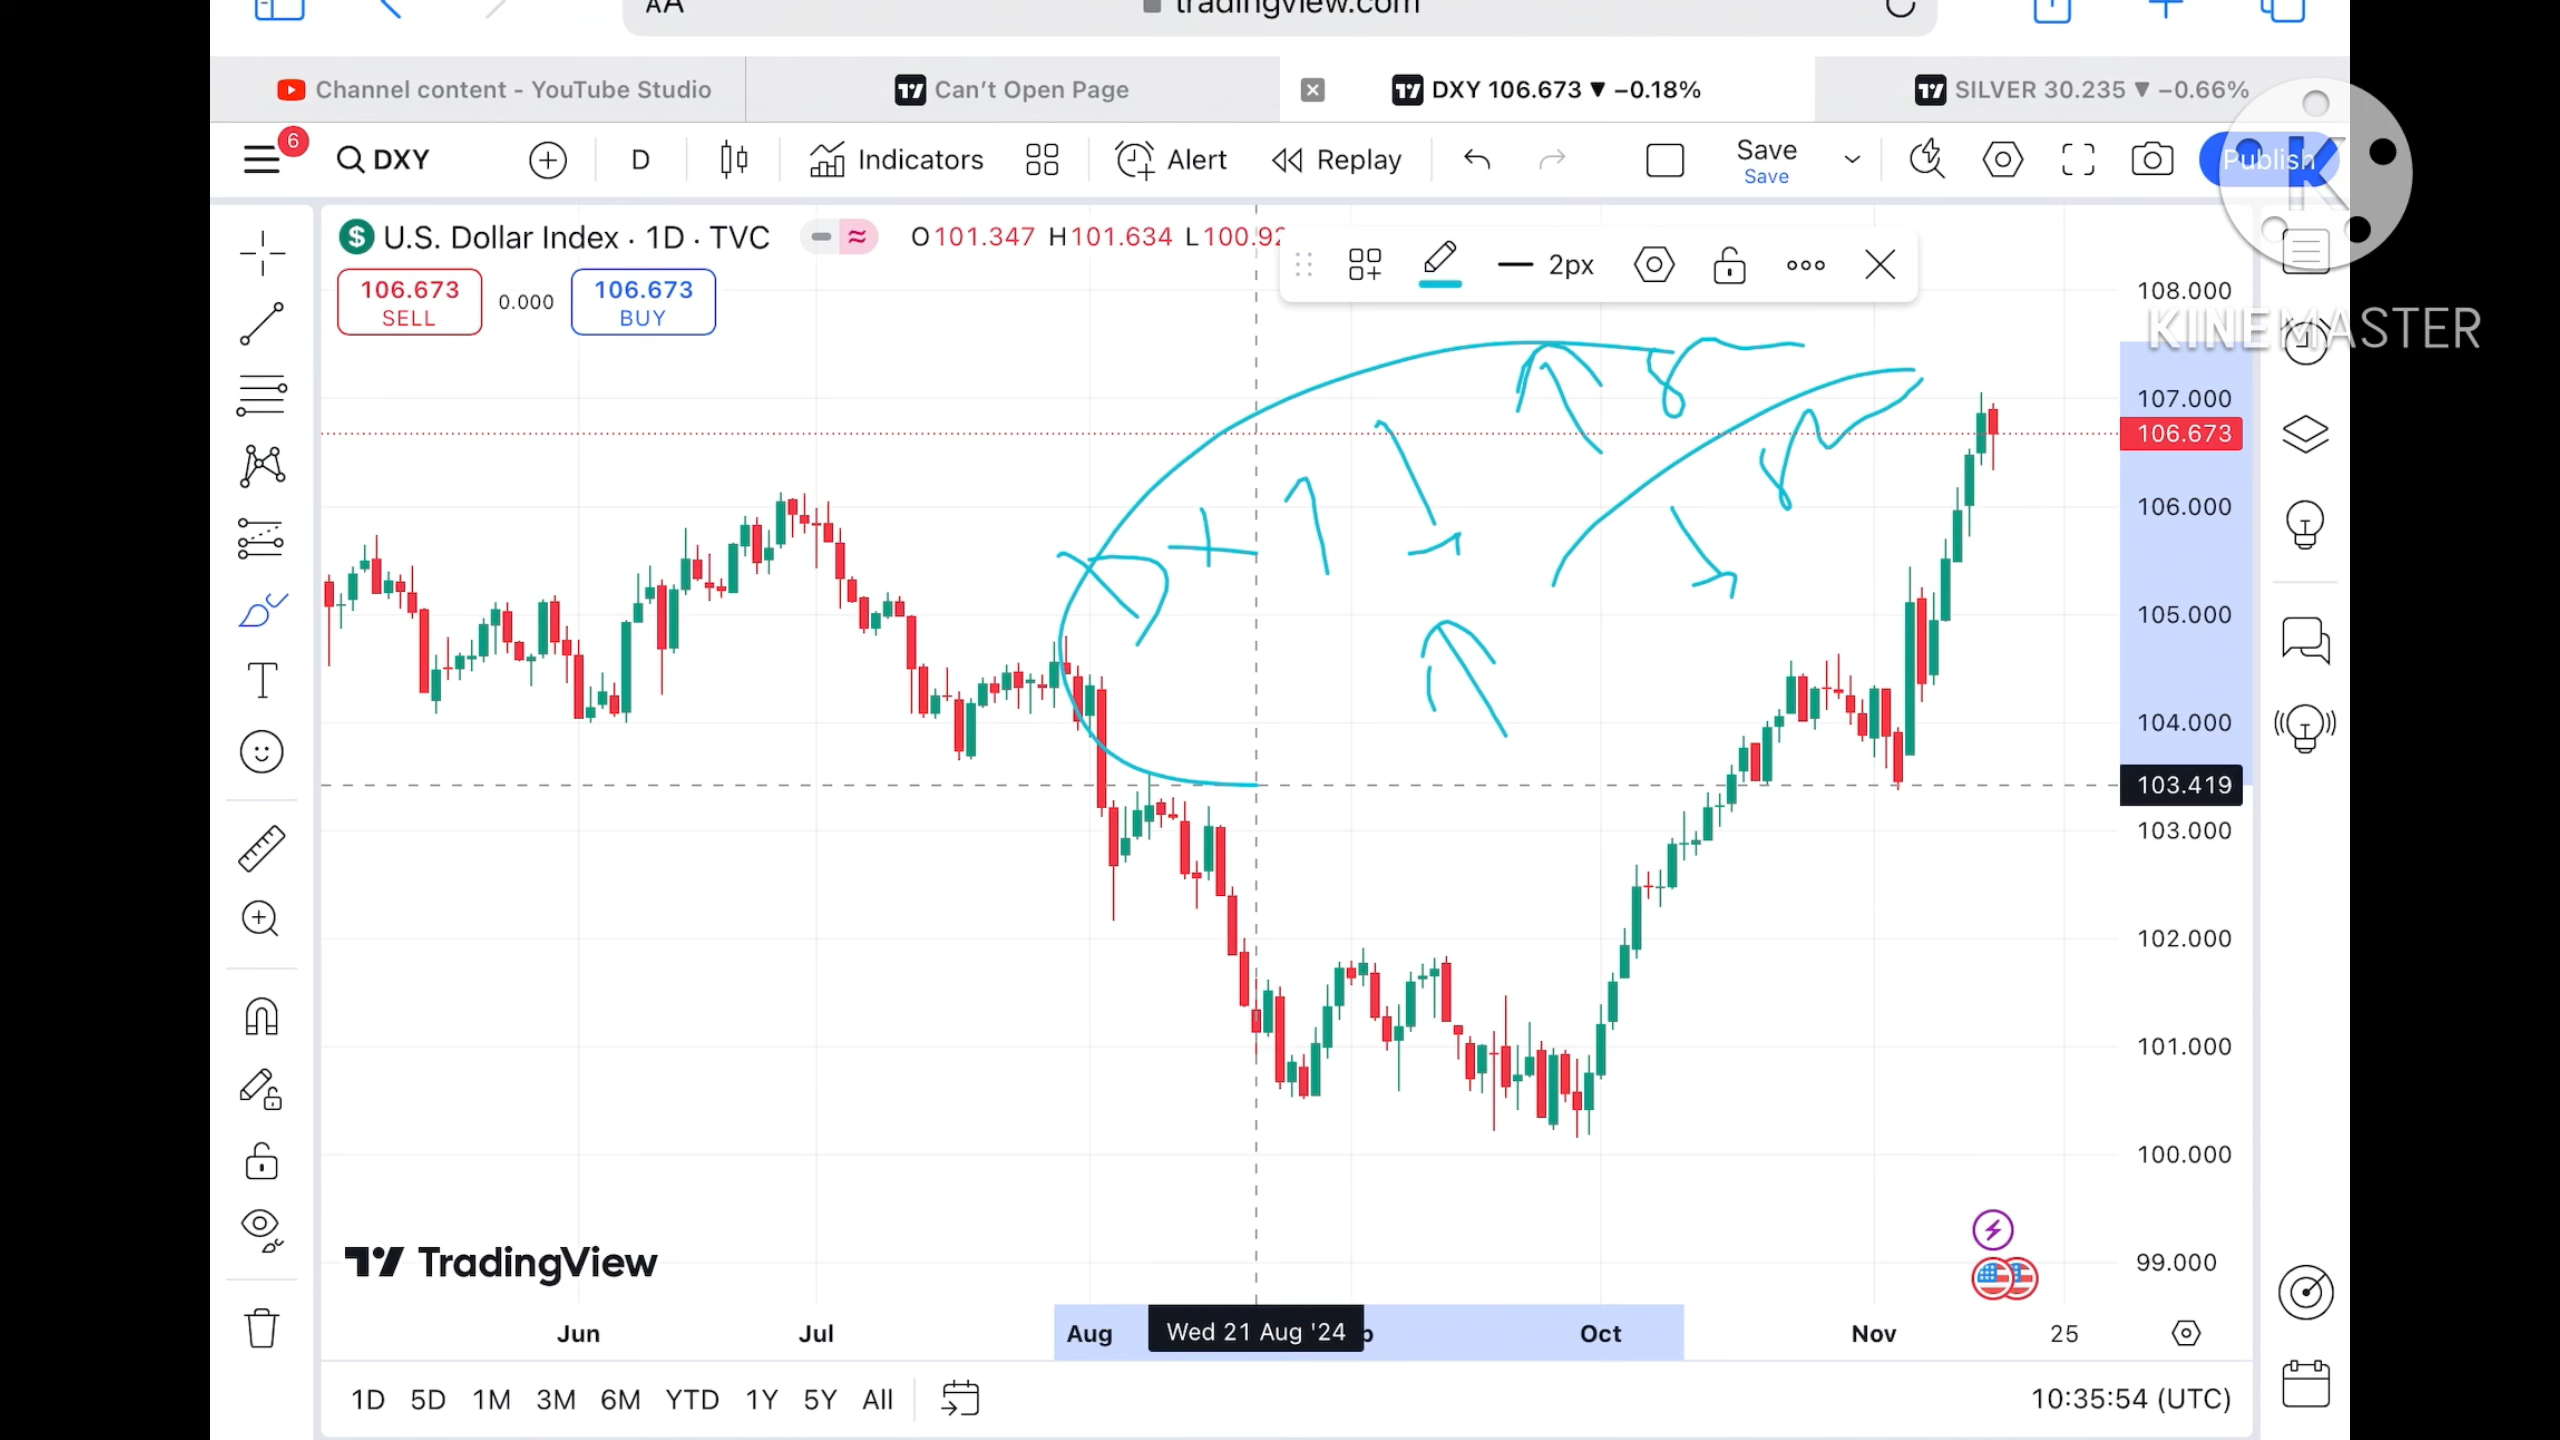 AA
tradingview.com
Channel content - YouTube Studio
Can't Open Page
DXY 106.673 ▼ −0.18%
SILVER 30.235 ▼ −0.66%
6
DXY
D
Indicators
Alert
Replay
Save
Save
Publish
K
U.S. Dollar Index · 1D · TVC
O101.347 H101.634 L100.92
2px
106.673
SELL
0.000
106.673
BUY
KINEMASTER
108.000
107.000
106.673
106.000
105.000
104.000
103.419
103.000
102.000
101.000
100.000
99.000
TradingView
Jun
Jul
Aug
Wed 21 Aug '24
Oct
Nov
25
1D
5D
1M
3M
6M
YTD
1Y
5Y
All
10:35:54 (UTC)